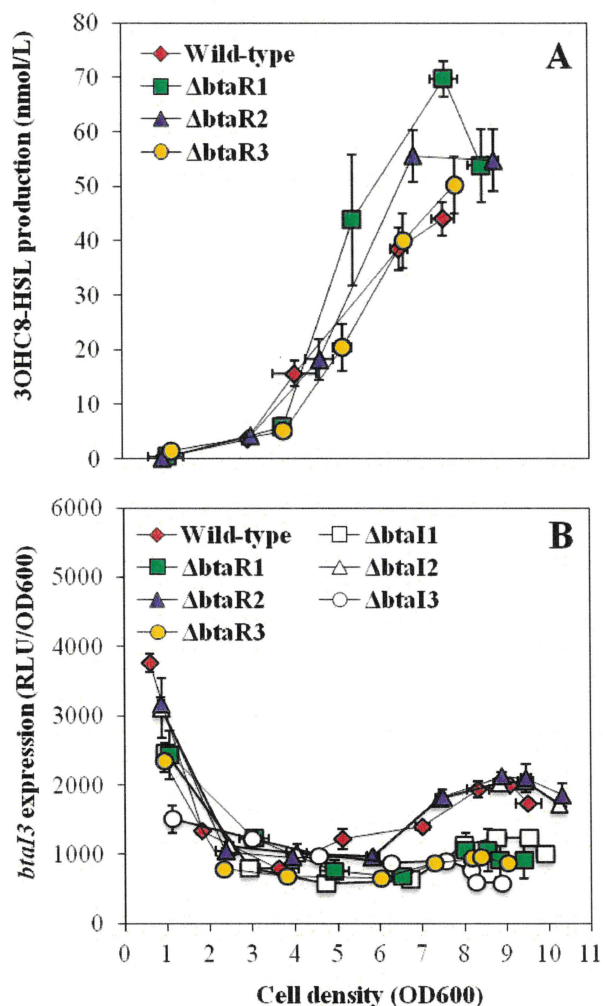 A
Wild-type
ΔbtaR1
ΔbtaR2
ΔbtaR3
3OHC8-HSL production (nmol/L)
80
70
60
50
40
30
20
10
0
B
Wild-type
ΔbtaR1
ΔbtaR2
ΔbtaR3
ΔbtaI1
ΔbtaI2
ΔbtaI3
btaI3 expression (RLU/OD600)
6000
5000
4000
3000
2000
1000
0
0 1 2 3 4 5 6 7 8 9 10 11
Cell density (OD600)